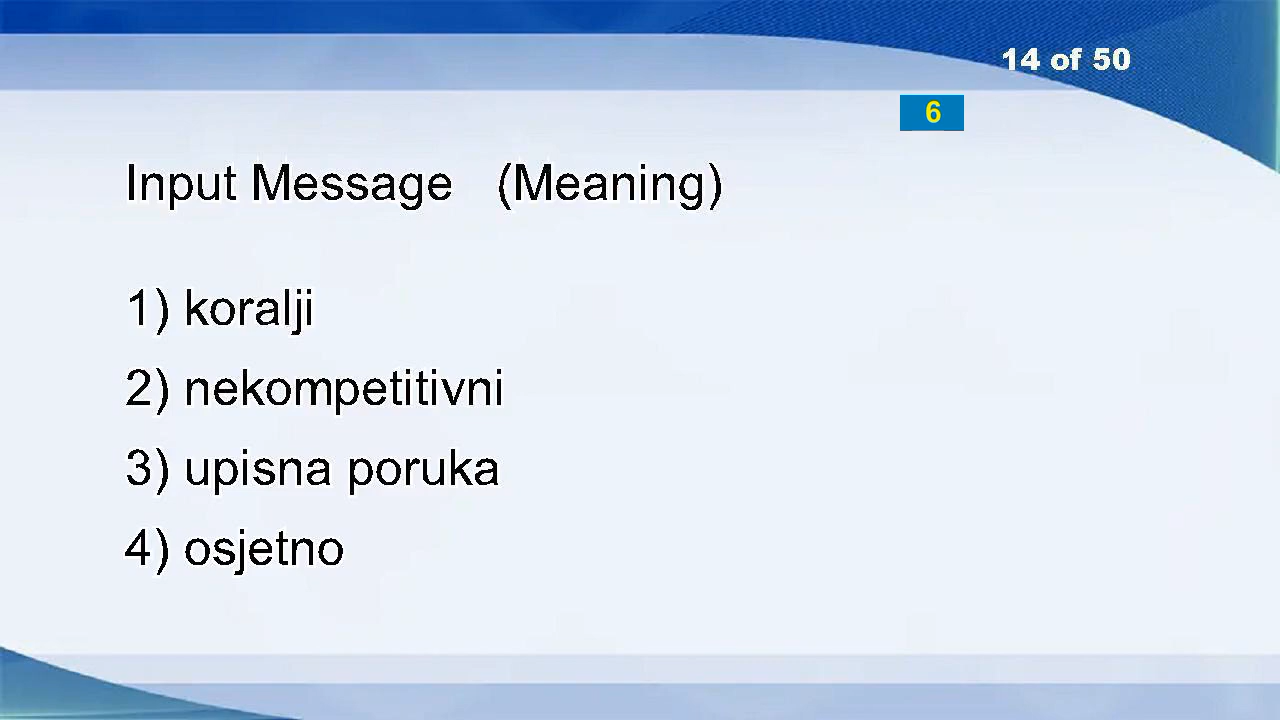 14 of 50
6
Input Message (Meaning)
1) koralji
2) nekompetitivni
3) upisna poruka
4) osjetno